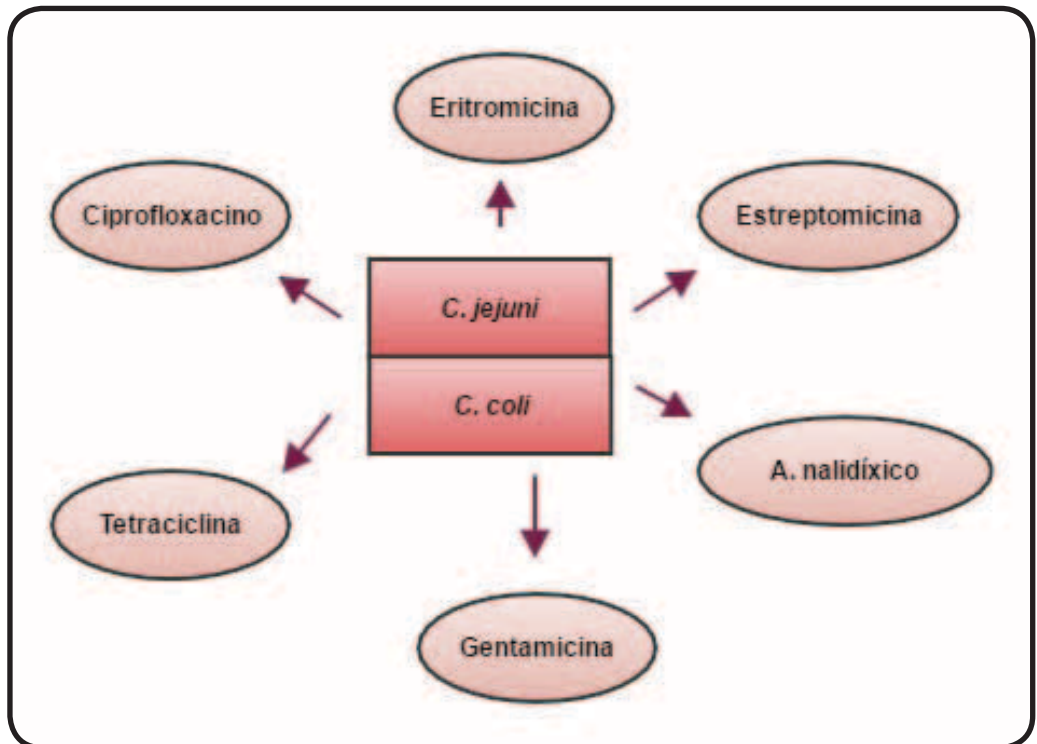 Eritromicina
Ciprofloxacino
Estreptomicina
C. jejuni
C. coli
A. nalidíxico
Tetraciclina
Gentamicina